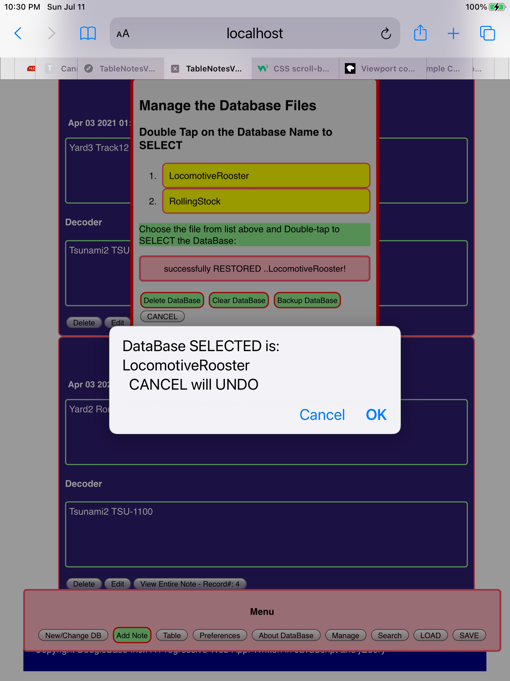 10:30 PM Sun Jul 11
100%
AA
localhost
Can
TableNotesV...
TableNotesV...
CSS scroll-b...
Viewport co...
mple C...
Manage the Database Files
Apr 03 2021 01:
Double Tap on the Database Name to
SELECT
Yard3 Track12
1. LocomotiveRooster
2. RollingStock
Decoder
Choose the file from list above and Double-tap to
SELECT the DataBase:
Tsunami2 TSU
successfully RESTORED ..LocomotiveRooster!
Delete DataBase Clear DataBase Backup DataBase
CANCEL
Delete Edit
DataBase SELECTED is:
LocomotiveRooster
CANCEL will UNDO
Cancel OK
Apr 03 202
Yard2 Ro
Decoder
Tsunami2 TSU-1100
Delete Edit View Entire Note - Record#: 4
Menu
New/Change DB Add Note Table Preferences About DataBase Manage Search LOAD SAVE